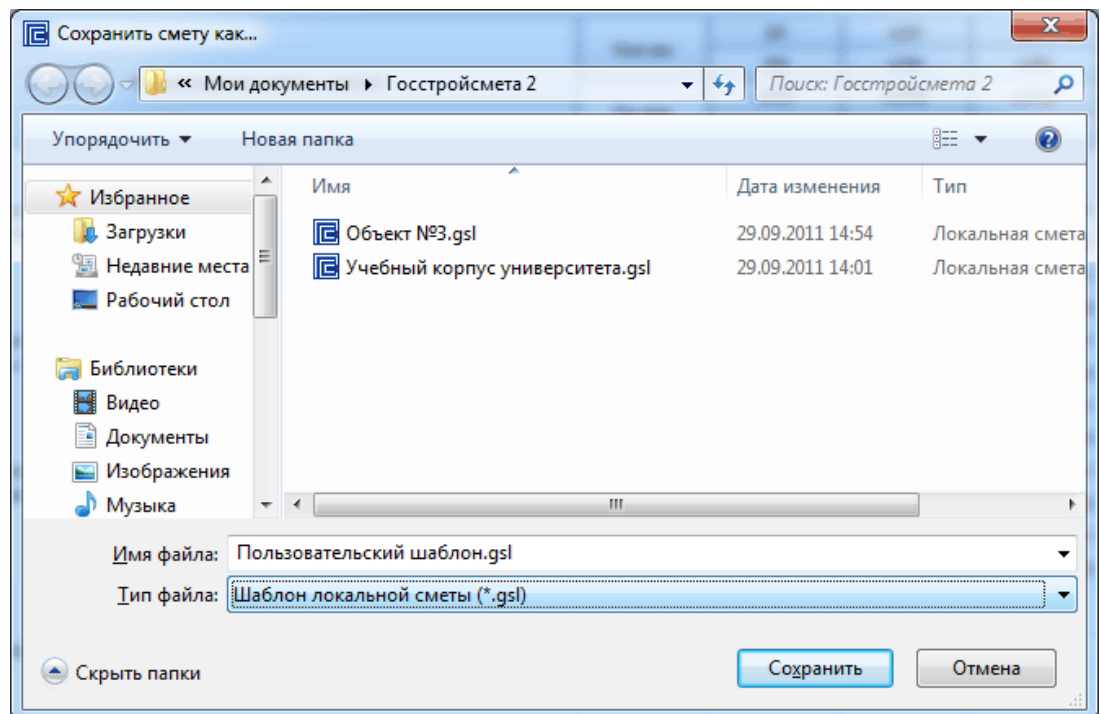 Сохранить смету как...
« Мои документы Госстройсмета 2 Поиск: Госстройсмета 2
Упорядочить Новая папка
Избранное
Загрузки
Недавние места
Рабочий стол
Библиотеки
Видео
Документы
Изображения
Музыка
Имя Дата изменения Тип
Объект №3.gsl 29.09.2011 14:54 Локальная смета
Учебный корпус университета.gsl 29.09.2011 14:01 Локальная смета
Имя файла: Пользовательский шаблон.gsl
Тип файла: Шаблон локальной сметы (*.gsl)
Скрыть папки Сохранить Отмена